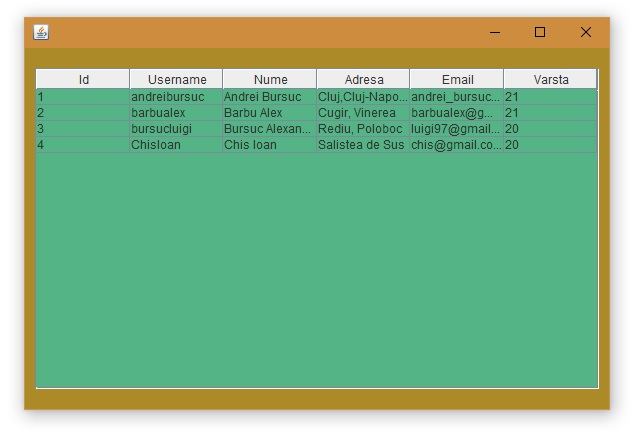 Id Username Nume Adresa Email Varsta
1 andreibursuc Andrei Bursuc Cluj,Cluj-Napo... andrei_bursuc... 21
2 barbualex Barbu Alex Cugir, Vinerea barbualex@g... 21
3 bursucluigi Bursuc Alexan... Rediu, Poloboc luigi97@gmail... 20
4 ChisIoan Chis Ioan Salistea de Sus chis@gmail.co... 20